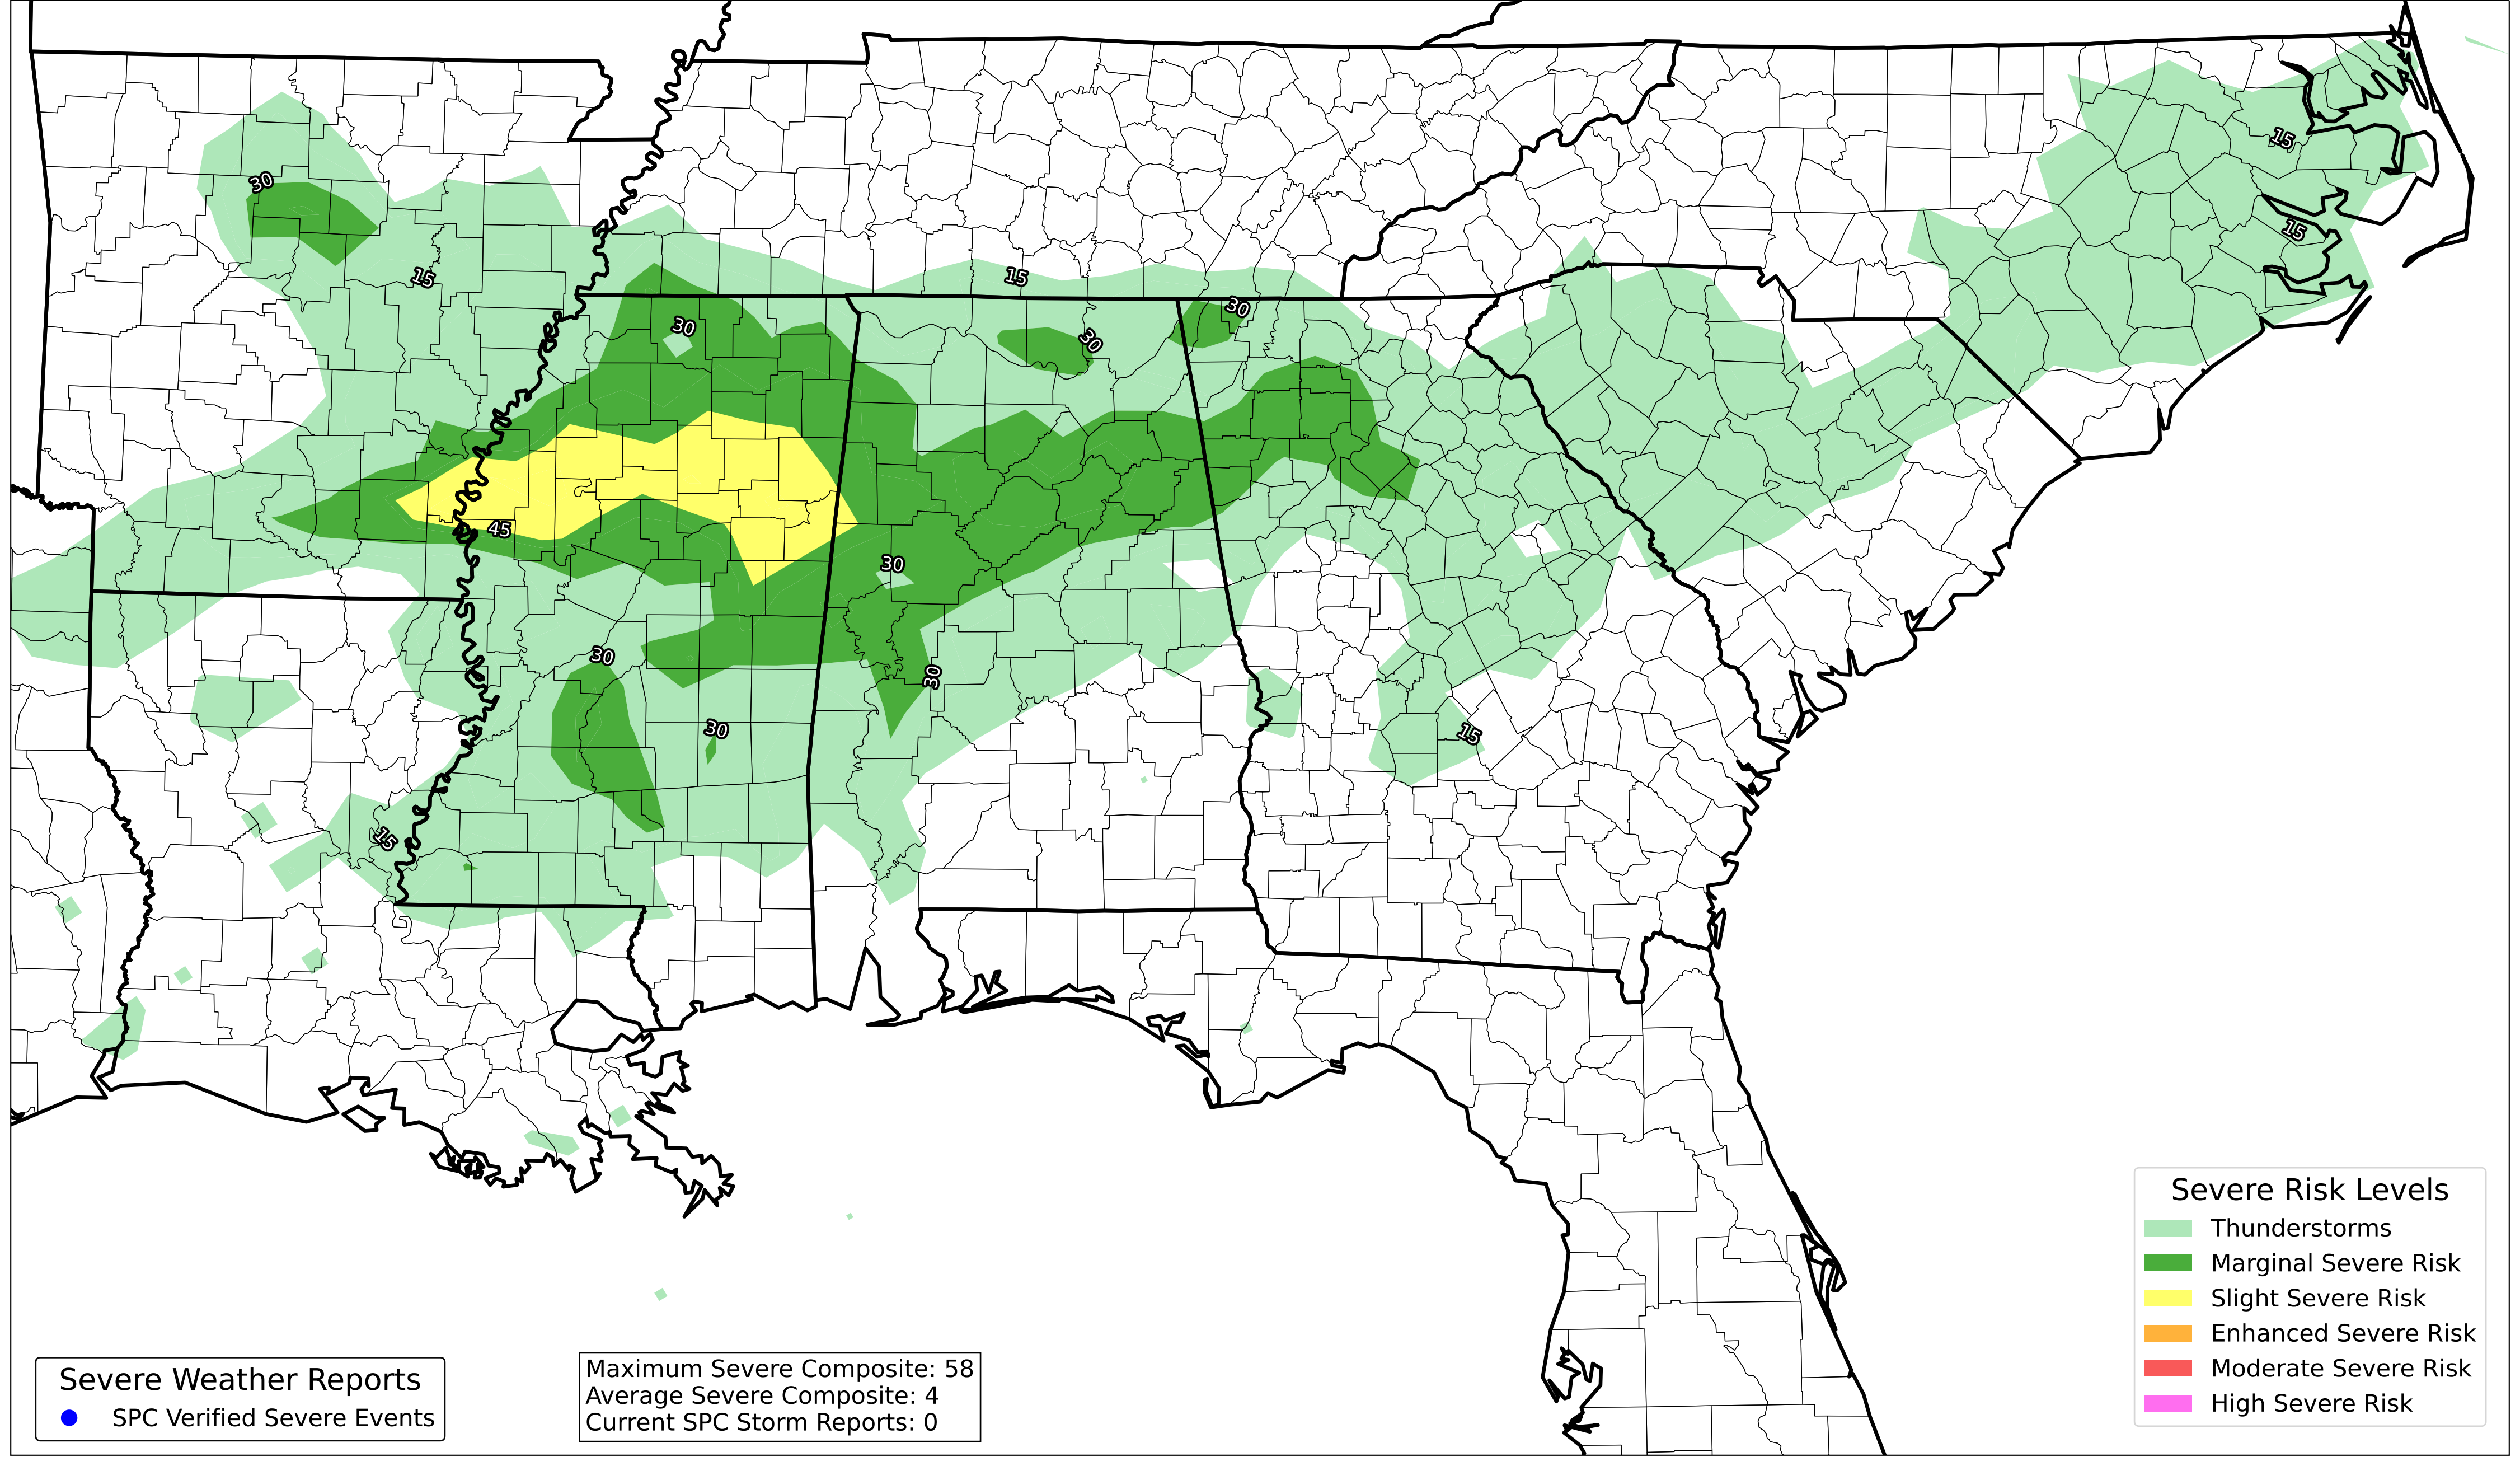 15
30
15
15
15
30
30
30
45
30
30
30
30
15
15
Severe Risk Levels
Thunderstorms
Marginal Severe Risk
Slight Severe Risk
Enhanced Severe Risk
Moderate Severe Risk
High Severe Risk
Severe Weather Reports
SPC Verified Severe Events
Maximum Severe Composite: 58
Average Severe Composite: 4
Current SPC Storm Reports: 0